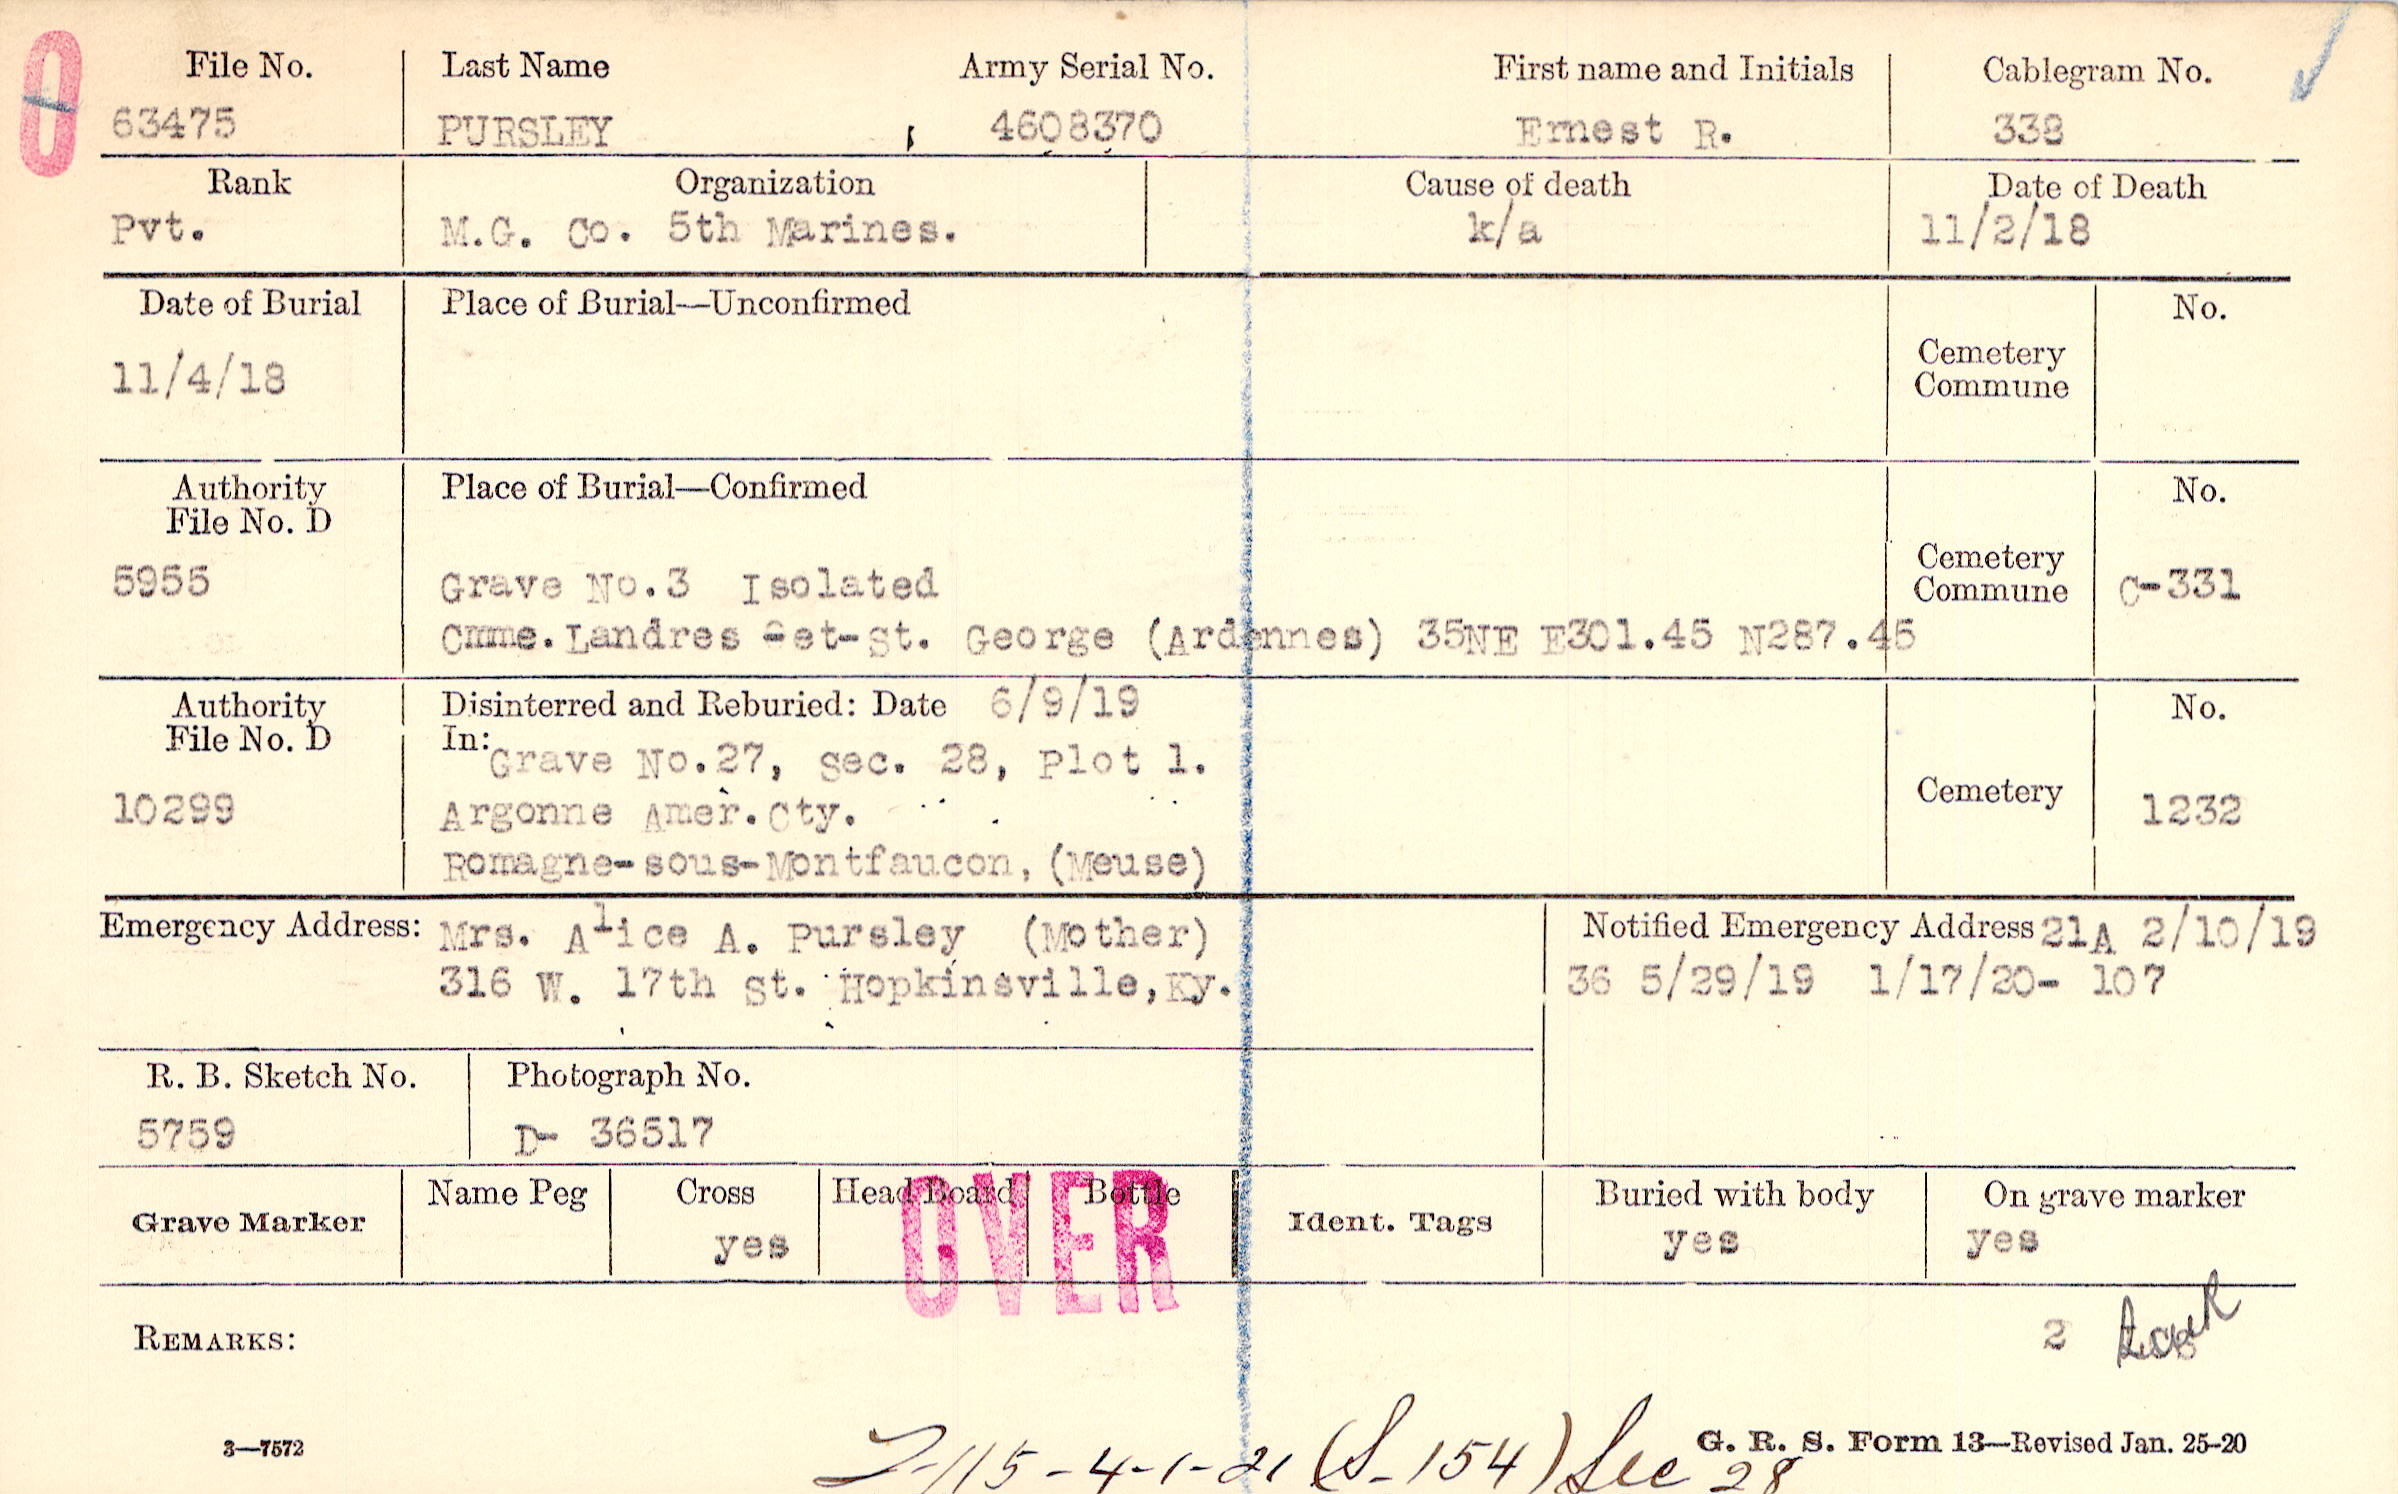 0
File No. Last Name Army Serial No. First name and Initials Cablegram No.
63475 PURSLEY , 4608370 Ernest R. 338
Rank Organization Cause of death Date of Death
Pvt. M.G. Co. 5th Marines. k/a 11/2/18
Date of Burial Place of Burial—Unconfirmed No.
11/4/18 Cemetery
Commune
Authority Place of Burial—Confirmed No.
File No. D
Cemetery
5955 Grave No.3 Isolated Commune C-331
Cmme.Landres -et-St. George (Ardennes) 35NE E301.45 N287.45
Authority Disinterred and Reburied: Date 6/9/19 No.
File No. D In:
Grave No.27, Sec. 28, Plot 1.
10299 Argonne Amer.Cty. Cemetery 1232
Romagne-sous-Montfaucon, (Meuse)
Emergency Address: Mrs. Alice A. Pursley (Mother) Notified Emergency Address 21A 2/10/19
316 W. 17th St. Hopkinsville,Ky. 36 5/29/19 1/17/20- 107
R. B. Sketch No. Photograph No.
5759 D- 36517
Grave Marker Name Peg Cross Head Board Bottle Ident. Tags Buried with body On grave marker
yes yes yes
OVER
REMARKS: 2
3—7572 G. R. S. Form 13—Revised Jan. 25-20
-115-4-1-21 (S-154) Sec 28